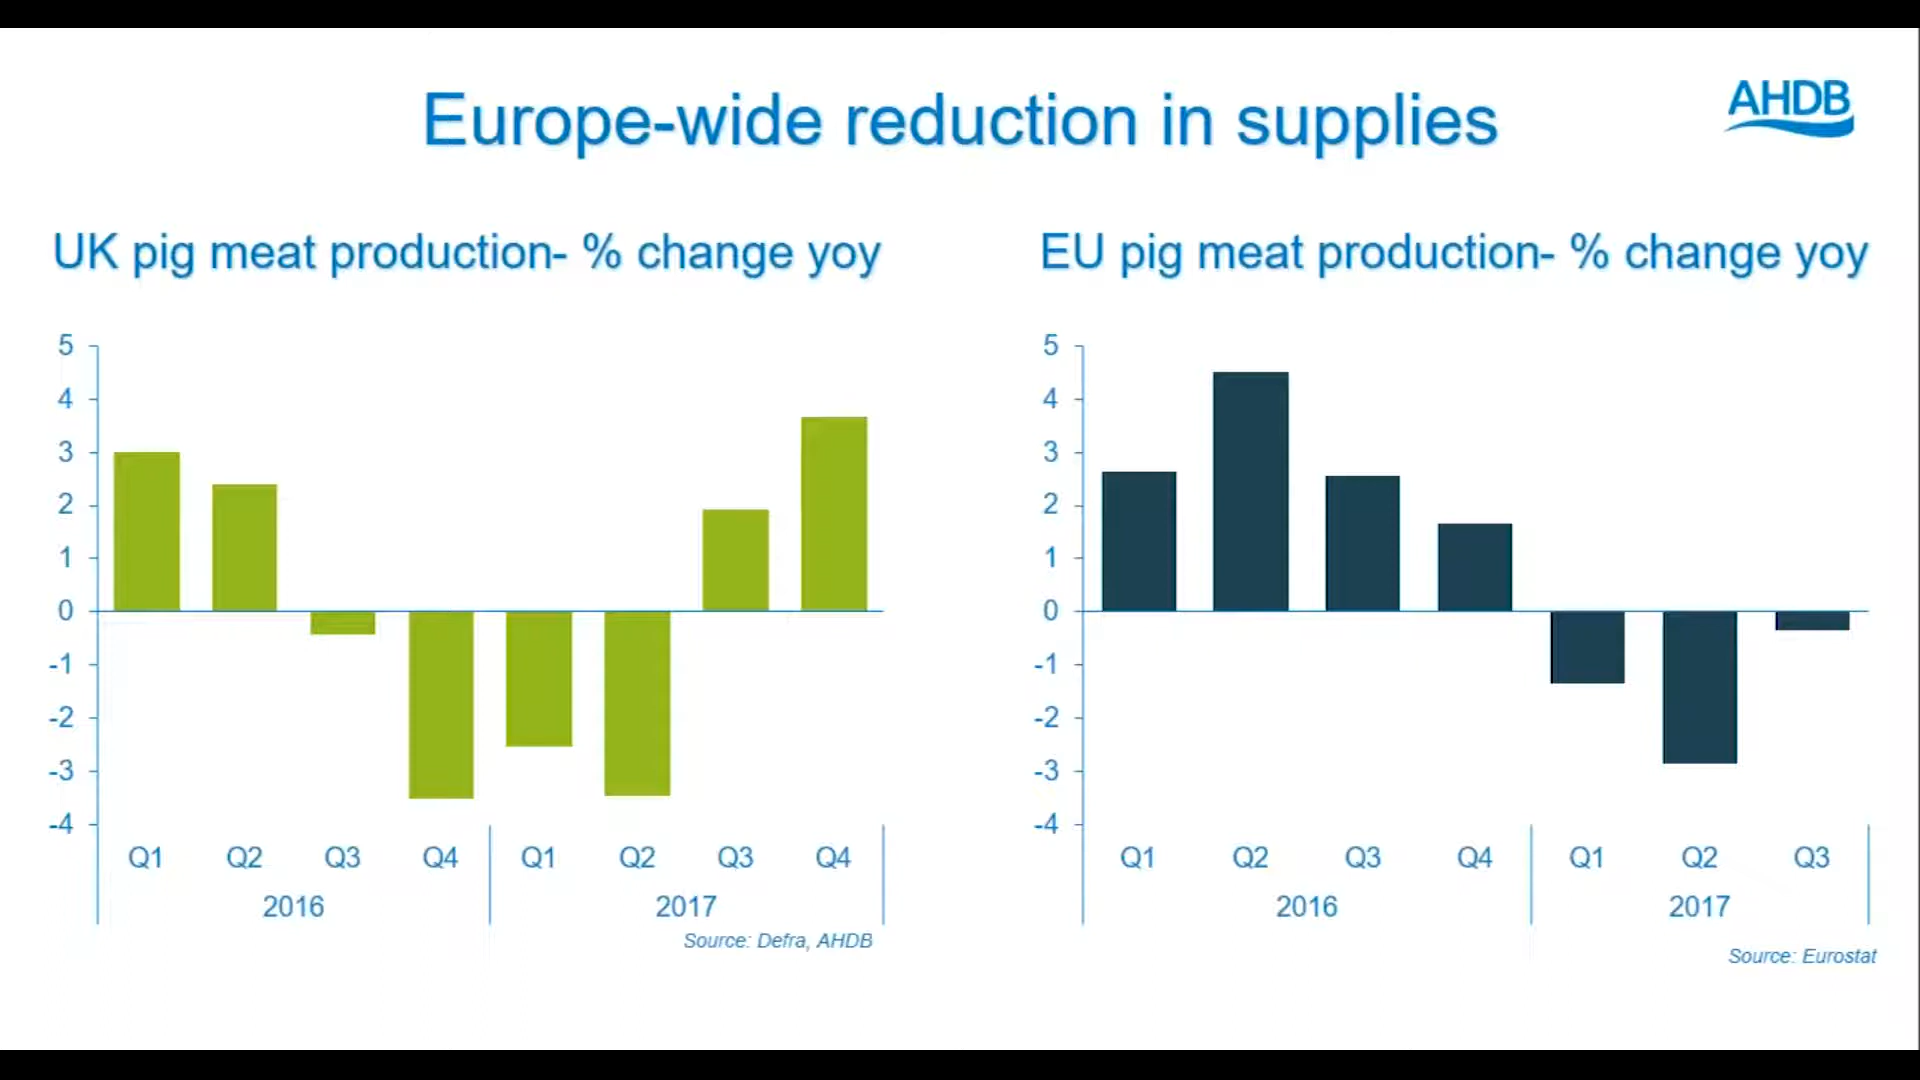 Europe-wide reduction in supplies
AHDB
UK pig meat production- % change yoy
5
4
3
2
1
0
-1
-2
-3
-4
Q1 Q2 Q3 Q4 Q1 Q2 Q3 Q4
2016 2017
Source: Defra, AHDB
EU pig meat production- % change yoy
5
4
3
2
1
0
-1
-2
-3
-4
Q1 Q2 Q3 Q4 Q1 Q2 Q3
2016 2017
Source: Eurostat